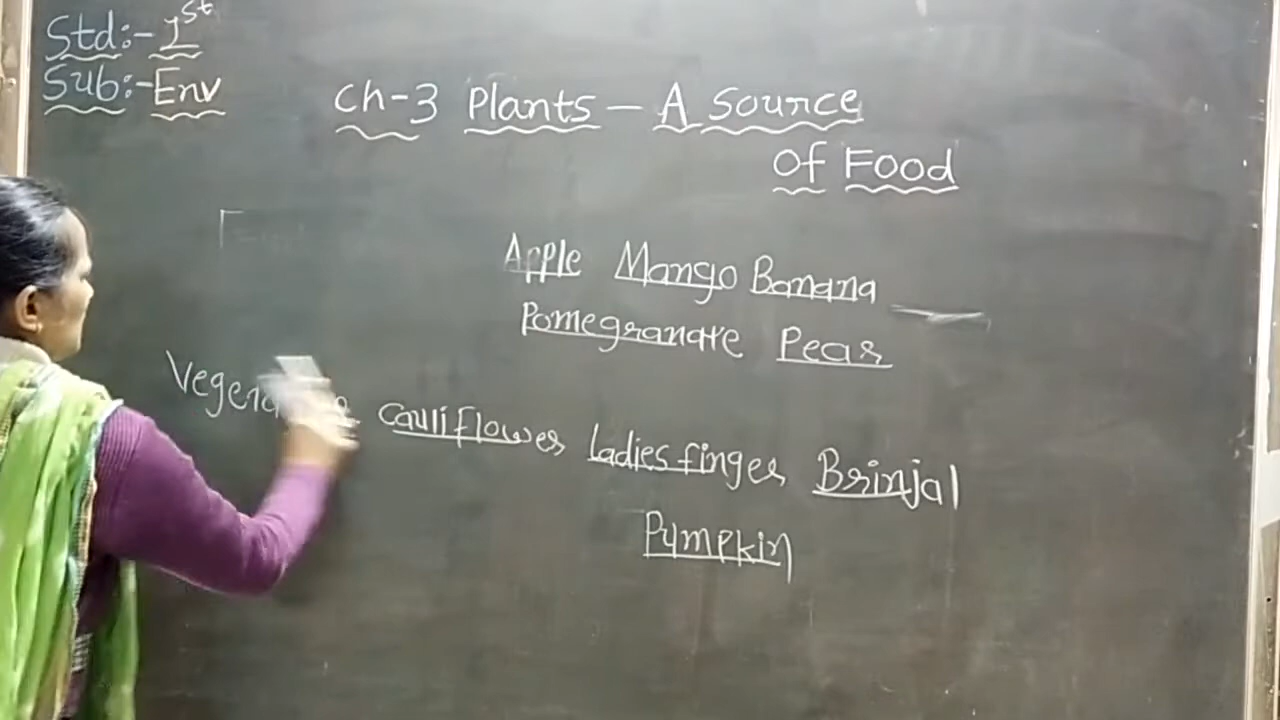 Std:- 1st
Sub:- Env
Ch-3 Plants — A Source
Of Food
Apple Mango Banana
Pomegranate Pear
cauliflower ladies finger Brinjal
Pumpkin